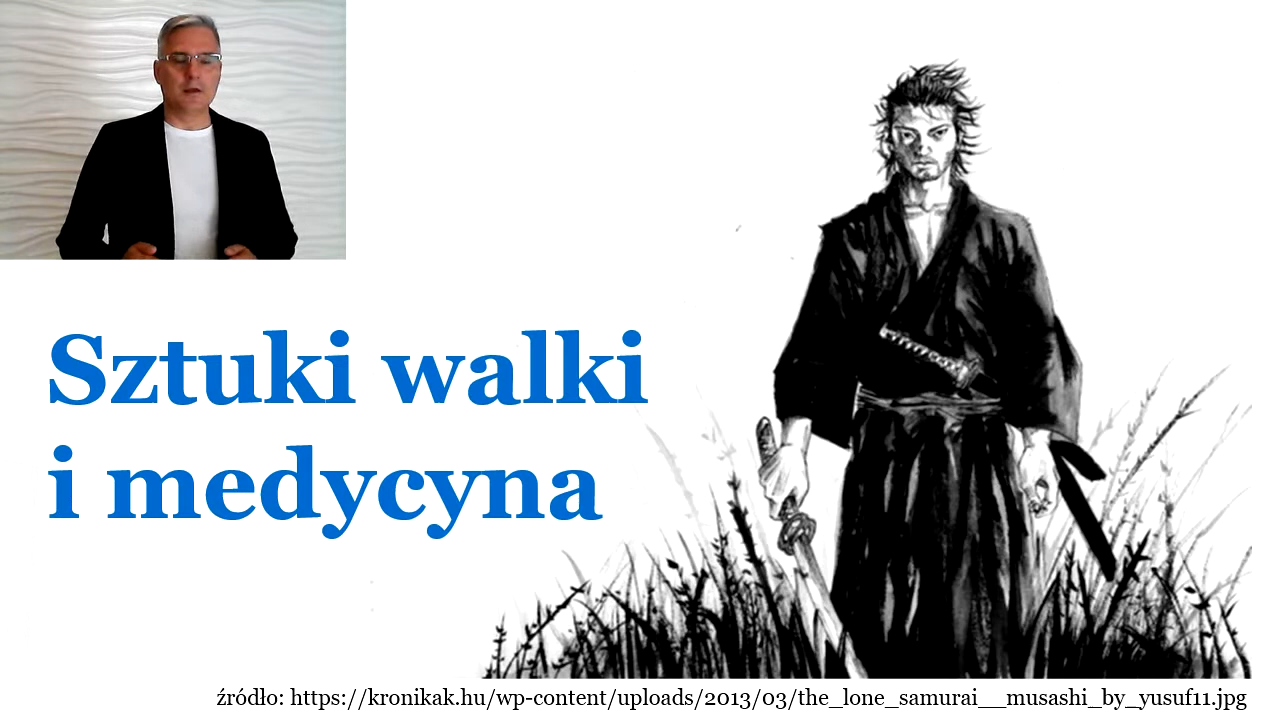 Sztuki walki
i medycyna
źródło: https://kronikak.hu/wp-content/uploads/2013/03/the_lone_samurai__musashi_by_yusuf11.jpg